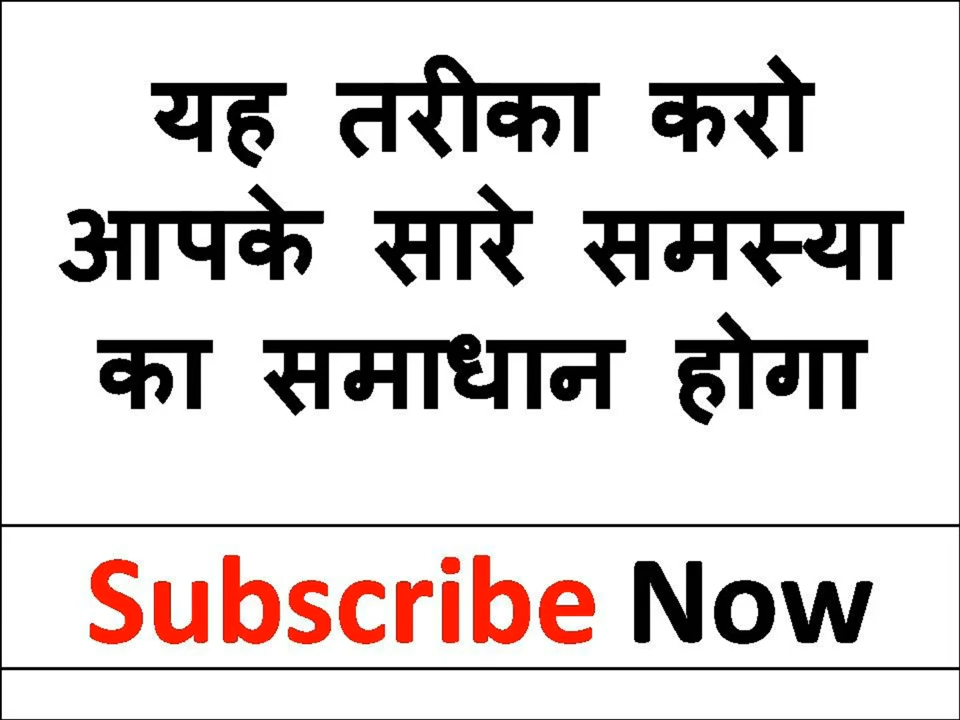 यह तरीका करो
आपके सारे समस्या
का समाधान होगा
Subscribe Now